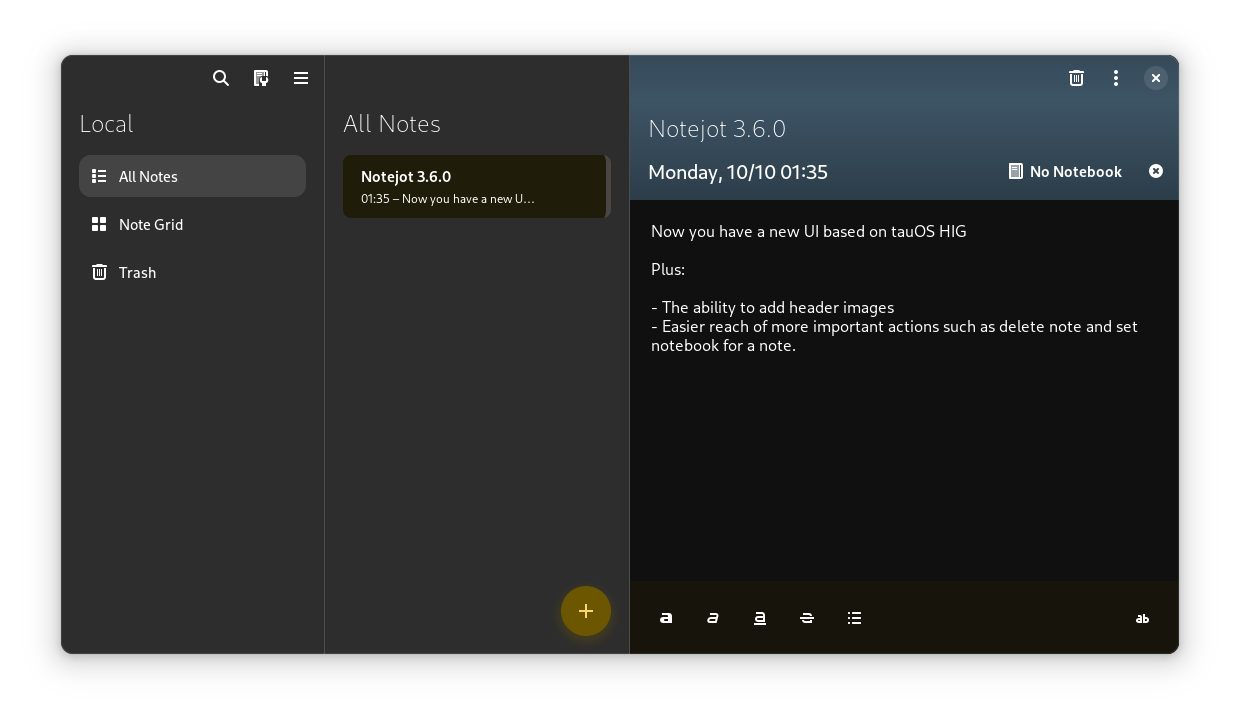 Local
All Notes
Note Grid
Trash
All Notes
Notejot 3.6.0
01:35 – Now you have a new U…
Notejot 3.6.0
Monday, 10/10 01:35
No Notebook
Now you have a new UI based on tauOS HIG
Plus:
- The ability to add header images
- Easier reach of more important actions such as delete note and set
notebook for a note.
a a a a ab